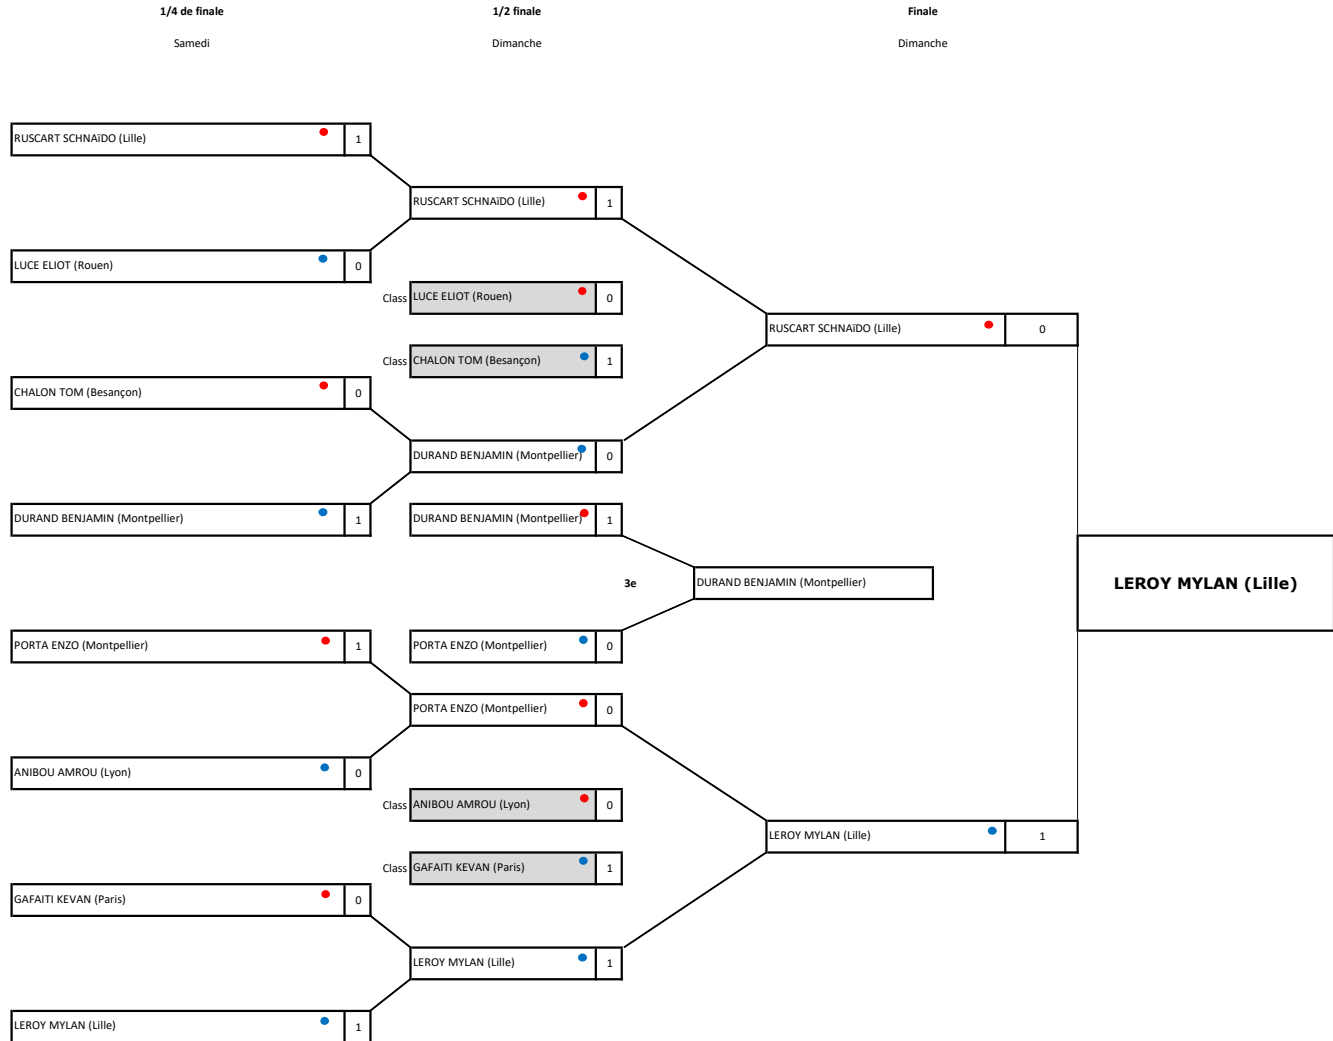 1/4 de finale 1/2 finale Finale
Samedi Dimanche Dimanche
RUSCART SCHNAÏDO (Lille) 1
RUSCART SCHNAÏDO (Lille) 1
LUCE ELIOT (Rouen) 0
Class LUCE ELIOT (Rouen) 0
RUSCART SCHNAÏDO (Lille) 0
Class CHALON TOM (Besançon) 1
CHALON TOM (Besançon) 0
DURAND BENJAMIN (Montpellier) 0
DURAND BENJAMIN (Montpellier) 1
DURAND BENJAMIN (Montpellier) 1
3e DURAND BENJAMIN (Montpellier)
LEROY MYLAN (Lille)
PORTA ENZO (Montpellier) 1
PORTA ENZO (Montpellier) 0
PORTA ENZO (Montpellier) 0
ANIBOU AMROU (Lyon) 0
Class ANIBOU AMROU (Lyon) 0
LEROY MYLAN (Lille) 1
Class GAFAITI KEVAN (Paris) 1
GAFAITI KEVAN (Paris) 0
LEROY MYLAN (Lille) 1
LEROY MYLAN (Lille) 1